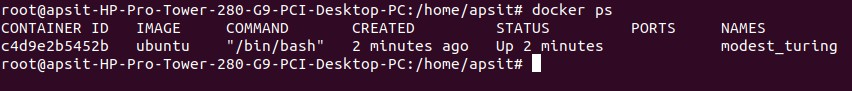 root@apsit-HP-Pro-Tower-280-G9-PCI-Desktop-PC:/home/apsit# docker ps
CONTAINER ID   IMAGE     COMMAND       CREATED         STATUS         PORTS     NAMES
c4d9e2b5452b   ubuntu    "/bin/bash"   2 minutes ago   Up 2 minutes             modest_turing
root@apsit-HP-Pro-Tower-280-G9-PCI-Desktop-PC:/home/apsit#